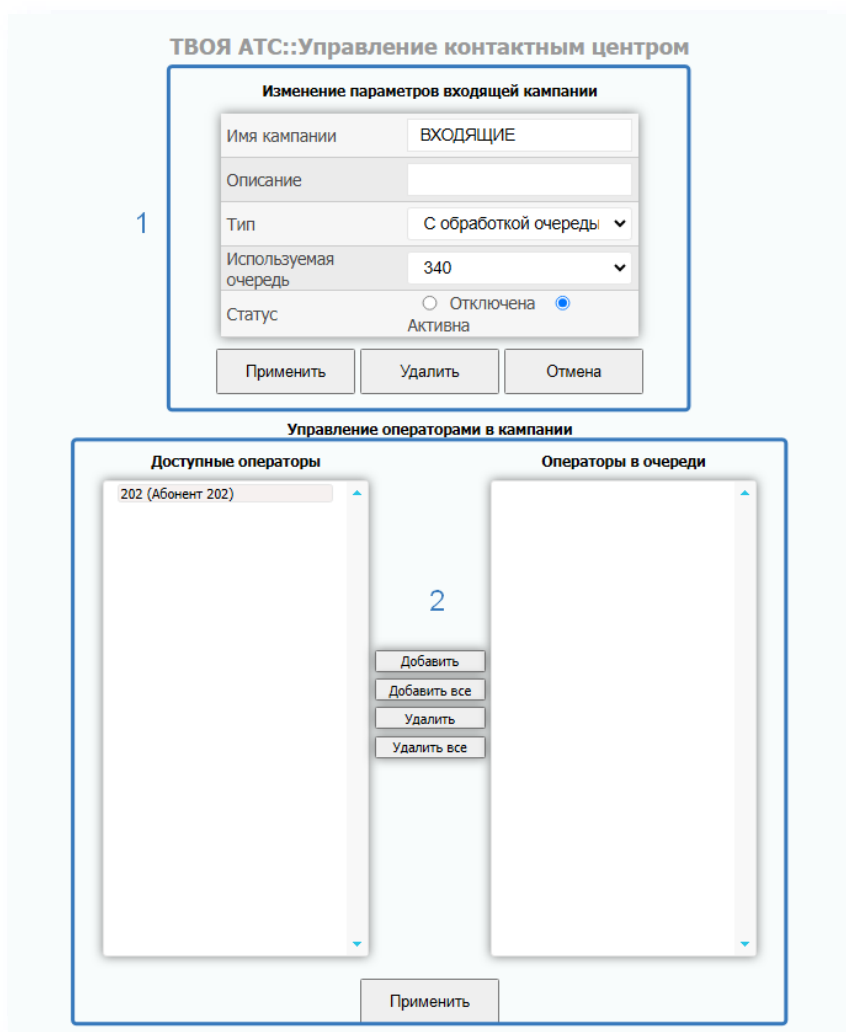 ТВОЯ АТС::Управление контактным центром
Изменение параметров входящей кампании
Имя кампании ВХОДЯЩИЕ
Описание
1
Тип С обработкой очереды
Используемая очередь 340
Статус Отключена Активна
Применить Удалить Отмена
Управление операторами в кампании
Доступные операторы Операторы в очереди
202 (Абонент 202)
2
Добавить
Добавить все
Удалить
Удалить все
Применить